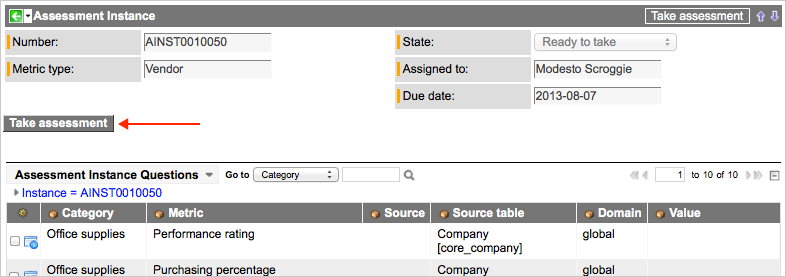 Assessment Instance Take assessment
Number: AINST0010050 State: Ready to take
Metric type: Vendor Assigned to: Modesto Scroggie
Due date: 2013-08-07
Take assessment
Assessment Instance Questions Go to Category 1 to 10 of 10
Instance = AINST0010050
Category Metric Source Source table Domain Value
Office supplies Performance rating Company global
[core_company]
Office supplies Purchasing percentage Company global